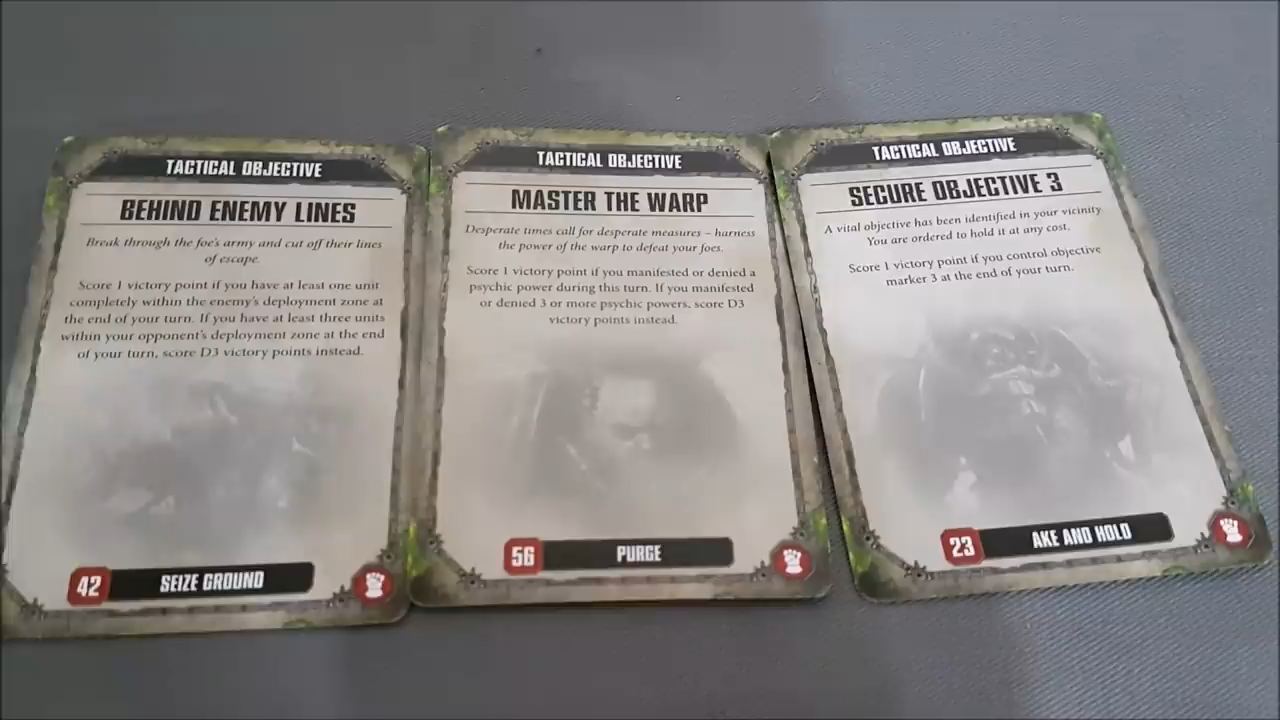 TACTICAL OBJECTIVE
BEHIND ENEMY LINES
Break through the foe's army and cut off their lines
of escape.
Score 1 victory point if you have at least one unit
completely within the enemy's deployment zone at
the end of your turn. If you have at least three units
within your opponent's deployment zone at the end
of your turn, score D3 victory points instead.
42 SEIZE GROUND
TACTICAL OBJECTIVE
MASTER THE WARP
Desperate times call for desperate measures – harness
the power of the warp to defeat your foes.
Score 1 victory point if you manifested or denied a
psychic power during this turn. If you manifested
or denied 3 or more psychic powers, score D3
victory points instead.
56 PURGE
TACTICAL OBJECTIVE
SECURE OBJECTIVE 3
A vital objective has been identified in your vicinity.
You are ordered to hold it at any cost.
Score 1 victory point if you control objective
marker 3 at the end of your turn.
23 AKE AND HOLD